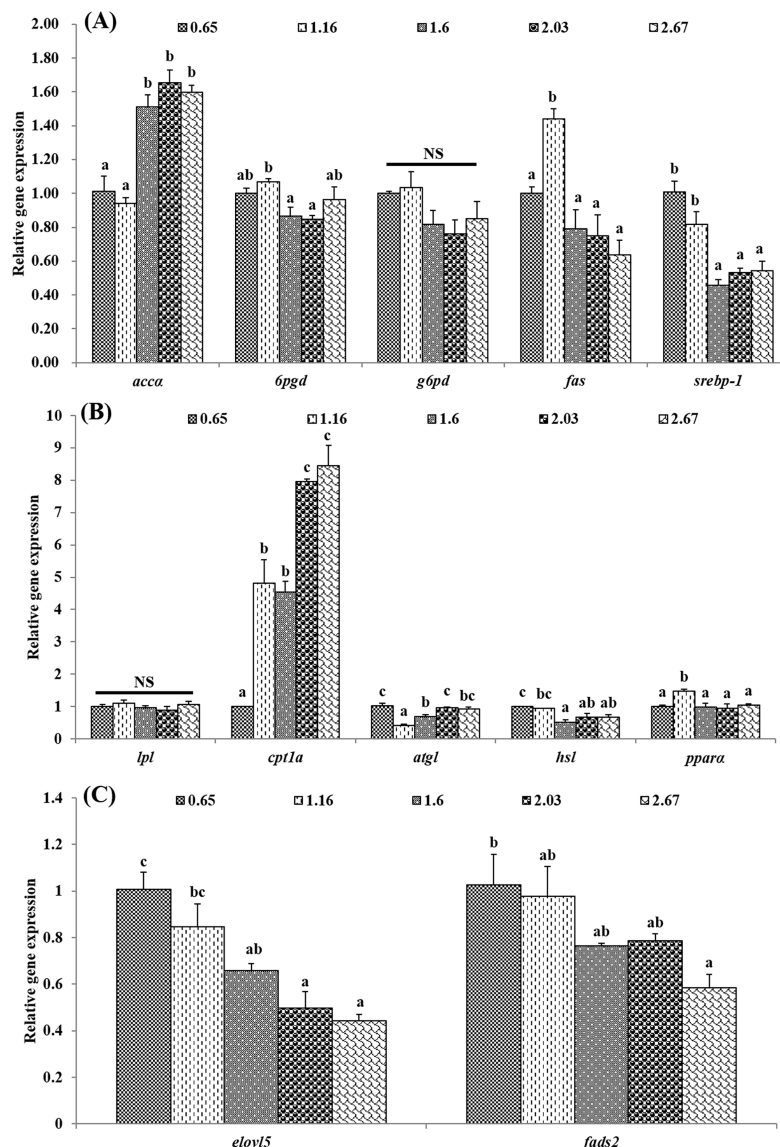 (A) 0.65 1.16 1.6 2.03 2.67
Relative gene expression
2.00
1.80
1.60
1.40
1.20
1.00
0.80
0.60
0.40
0.20
0.00
a a b b b
ab b a a ab
NS
a b a a a
b b a a a
accα 6pgd g6pd fas srebp-1
(B) 0.65 1.16 1.6 2.03 2.67
Relative gene expression
10
9
8
7
6
5
4
3
2
1
0
NS
a b b c c
c a b c bc
c bc a ab ab
a b a a a
lpl cpt1a atgl hsl pparα
(C) 0.65 1.16 1.6 2.03 2.67
Relative gene expression
1.4
1.2
1
0.8
0.6
0.4
0.2
0
c bc ab a a
b ab ab ab a
elovl5 fads2